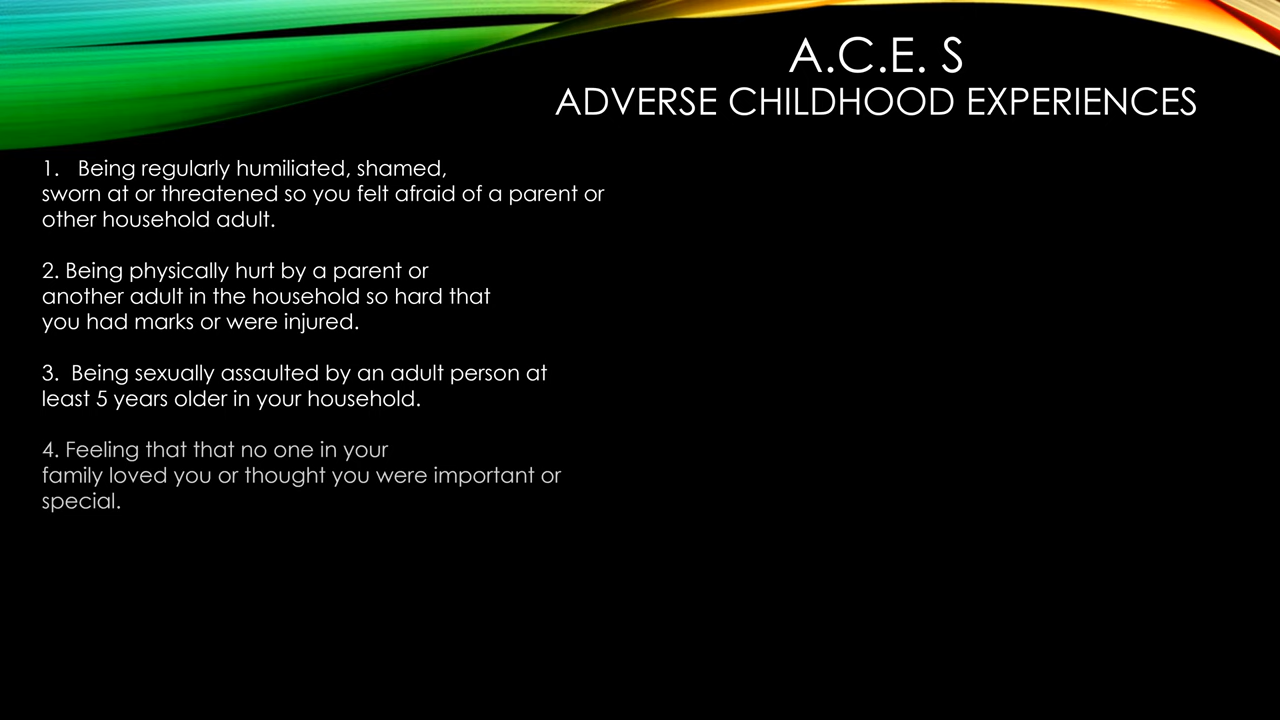 A.C.E. S
ADVERSE CHILDHOOD EXPERIENCES
1. Being regularly humiliated, shamed,
sworn at or threatened so you felt afraid of a parent or
other household adult.
2. Being physically hurt by a parent or
another adult in the household so hard that
you had marks or were injured.
3. Being sexually assaulted by an adult person at
least 5 years older in your household.
4. Feeling that that no one in your
family loved you or thought you were important or
special.